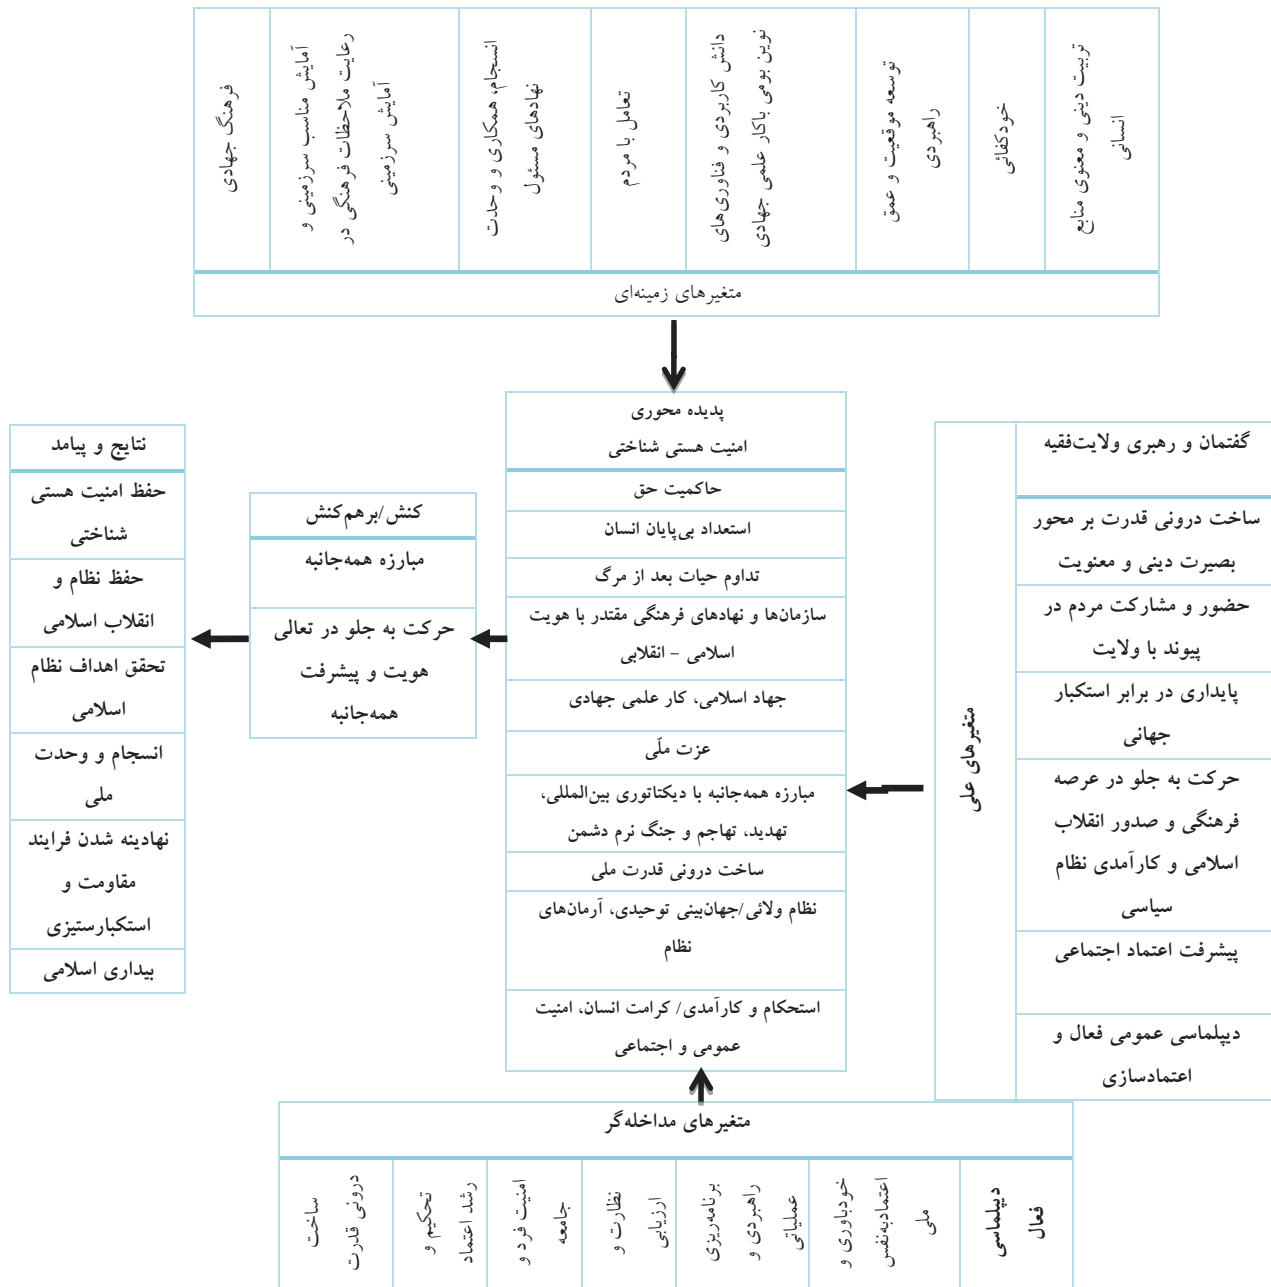 تربیت دینی و معنوی منابع
انسانی
خودکفائی
توسعه موقعیت و عمق
راهبردی
دانش کاربردی و فناوری‌های
نوین بومی باکار علمی جهادی
تعامل با مردم
انسجام، همکاری و وحدت
نهادهای مسئول
آمایش مناسب سرزمینی و
رعایت ملاحظات فرهنگی در
آمایش سرزمینی
فرهنگ جهادی
متغیرهای زمینه‌ای
گفتمان و رهبری ولایت‌فقیه
ساخت درونی قدرت بر محور
بصیرت دینی و معنویت
حضور و مشارکت مردم در
پیوند با ولایت
پایداری در برابر استکبار
جهانی
حرکت به جلو در عرصه
فرهنگی و صدور انقلاب
اسلامی و کارآمدی نظام
سیاسی
پیشرفت اعتماد اجتماعی
دیپلماسی عمومی فعال و
اعتمادسازی
متغیرهای علی
پدیده محوری
امنیت هستی شناختی
حاکمیت حق
استعداد بی‌پایان انسان
تداوم حیات بعد از مرگ
سازمان‌ها و نهادهای فرهنگی مقتدر با هویت
اسلامی – انقلابی
جهاد اسلامی، کار علمی جهادی
عزت ملّی
مبارزه همه‌جانبه با دیکتاتوری بین‌المللی،
تهدید، تهاجم و جنگ نرم دشمن
ساخت درونی قدرت ملی
نظام ولائی/جهان‌بینی توحیدی، آرمان‌های
نظام
استحکام و کارآمدی/ کرامت انسان، امنیت
عمومی و اجتماعی
کنش/برهم‌کنش
مبارزه همه‌جانبه
حرکت به جلو در تعالی
هویت و پیشرفت
همه‌جانبه
نتایج و پیامد
حفظ امنیت هستی
شناختی
حفظ نظام و
انقلاب اسلامی
تحقق اهداف نظام
اسلامی
انسجام و وحدت
ملی
نهادینه شدن فرایند
مقاومت و
استکبارستیزی
بیداری اسلامی
متغیرهای مداخله‌گر
دیپلماسی
فعال
خودباوری و
اعتمادبه‌نفس
ملی
برنامه‌ریزی
راهبردی و
عملیاتی
نظارت و
ارزیابی
امنیت فرد و
جامعه
تحکیم و
رشد اعتماد
ساخت
درونی قدرت